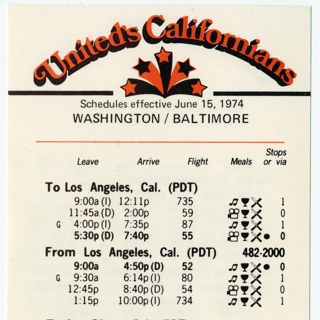 United's Californians
Schedules effective June 15, 1974
WASHINGTON / BALTIMORE
Leave Arrive Flight Meals Stops or via
To Los Angeles, Cal. (PDT)
9:00a (I) 12:11p 735 1
11:45a (D) 2:00p 59 0
G 4:00p (I) 7:35p 87 1
5:30p (D) 7:40p 55 0
From Los Angeles, Cal. (PDT) 482-2000
9:00a 4:50p (D) 52 0
G 9:30a 6:14p (I) 80 1
12:45p 8:40p (D) 54 0
1:15p 10:00p (I) 734 1